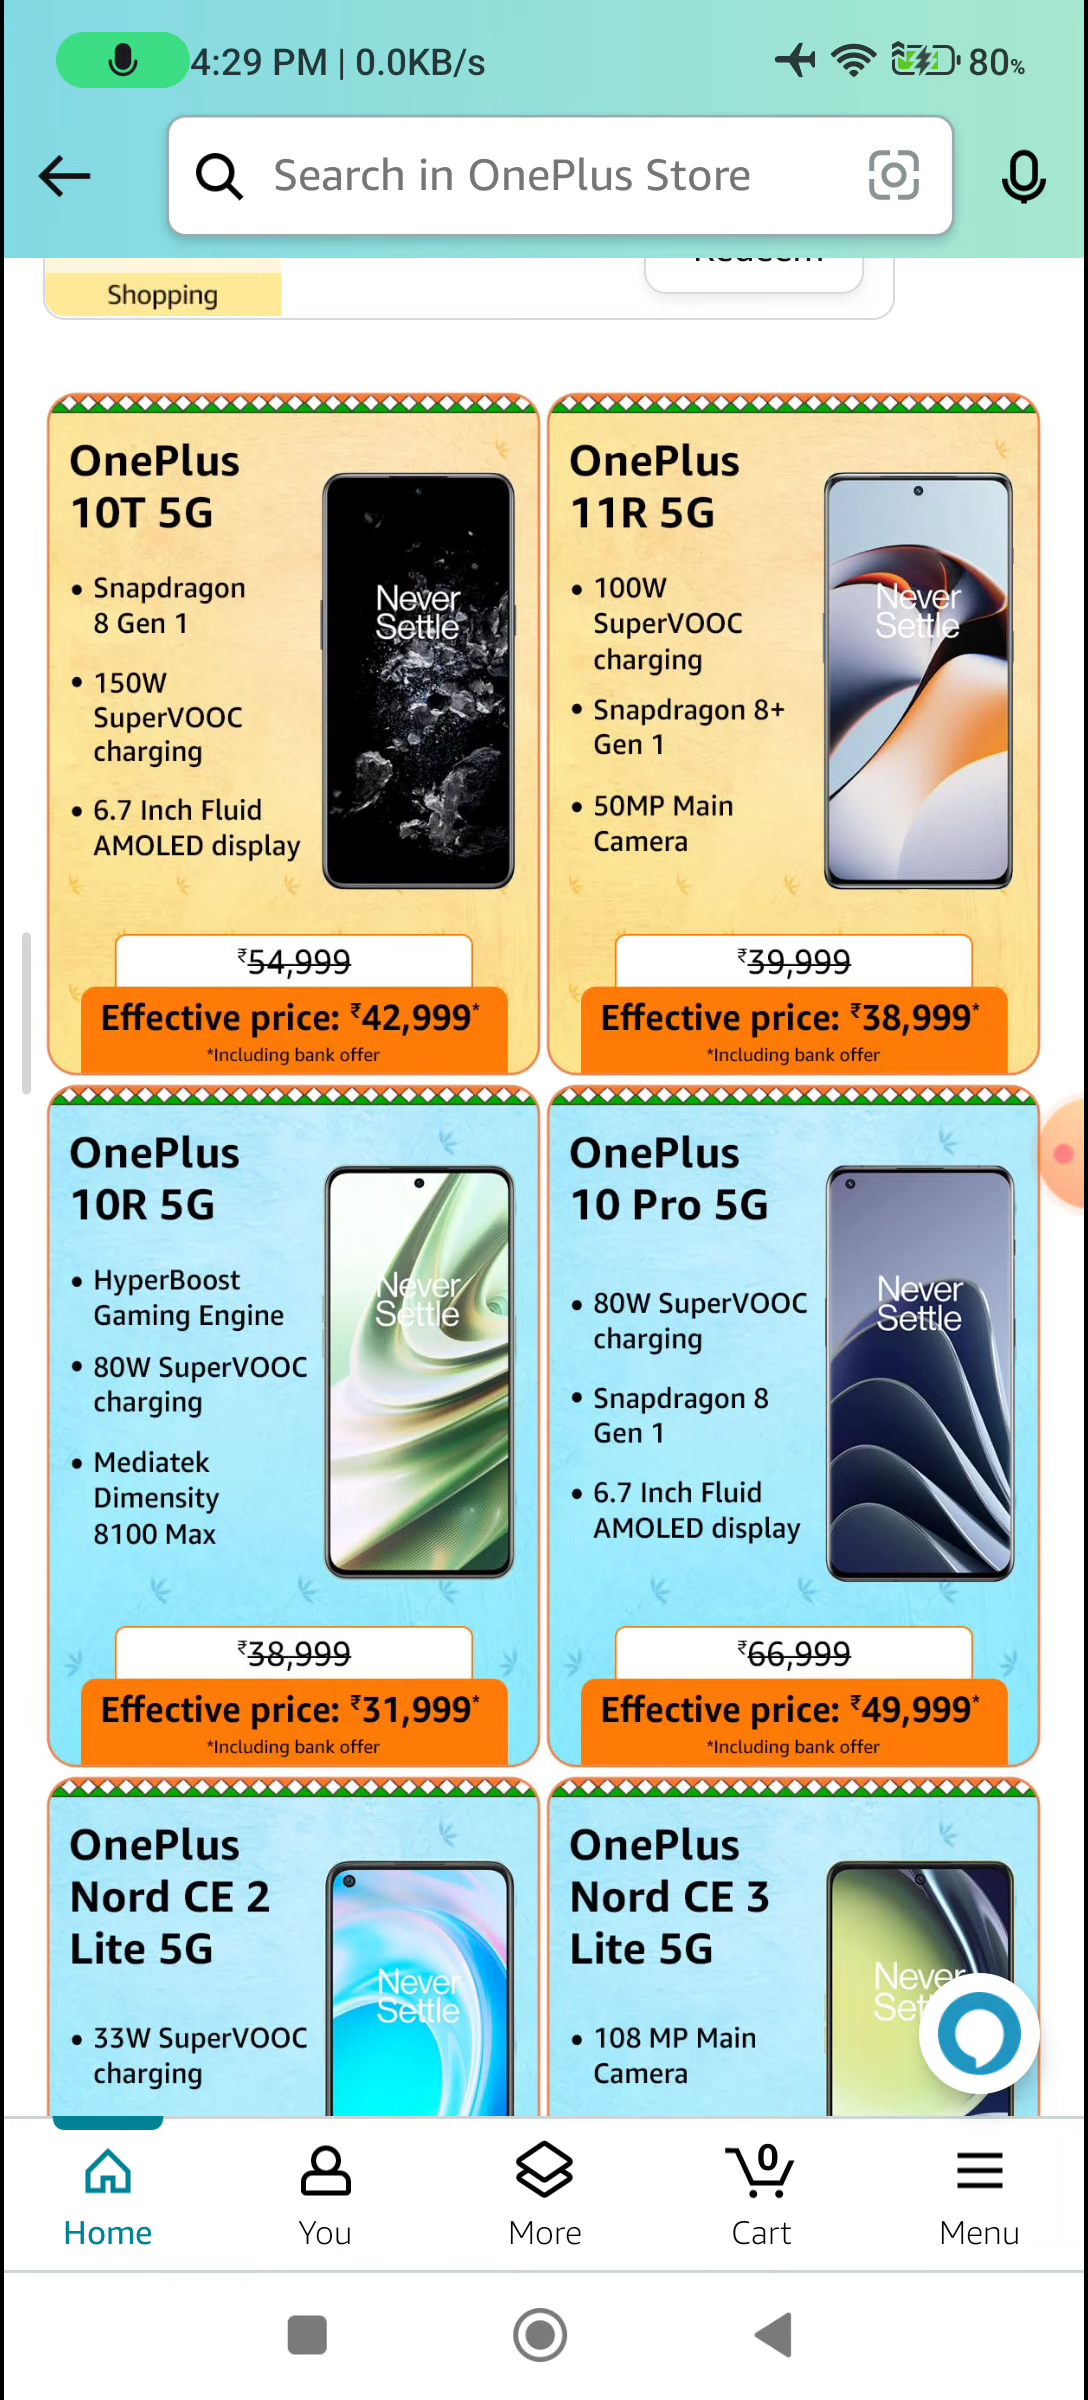 4:29 PM | 0.0KB/s
80%
Search in OnePlus Store
Redeem
Shopping
OnePlus
10T 5G
• Snapdragon
8 Gen 1
• 150W
SuperVOOC
charging
• 6.7 Inch Fluid
AMOLED display
Never
Settle
₹54,999
Effective price: ₹42,999*
*Including bank offer
OnePlus
11R 5G
• 100W
SuperVOOC
charging
• Snapdragon 8+
Gen 1
• 50MP Main
Camera
Never
Settle
₹39,999
Effective price: ₹38,999*
*Including bank offer
OnePlus
10R 5G
• HyperBoost
Gaming Engine
• 80W SuperVOOC
charging
• Mediatek
Dimensity
8100 Max
Never
Settle
₹38,999
Effective price: ₹31,999*
*Including bank offer
OnePlus
10 Pro 5G
• 80W SuperVOOC
charging
• Snapdragon 8
Gen 1
• 6.7 Inch Fluid
AMOLED display
Never
Settle
₹66,999
Effective price: ₹49,999*
*Including bank offer
OnePlus
Nord CE 2
Lite 5G
• 33W SuperVOOC
charging
Never
Settle
OnePlus
Nord CE 3
Lite 5G
• 108 MP Main
Camera
Never
Set
0
Home
You
More
Cart
Menu